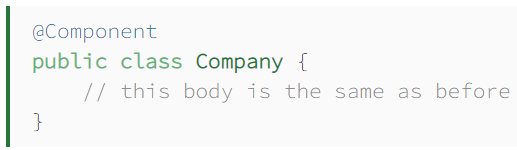 @Component
public class Company {
    // this body is the same as before
}